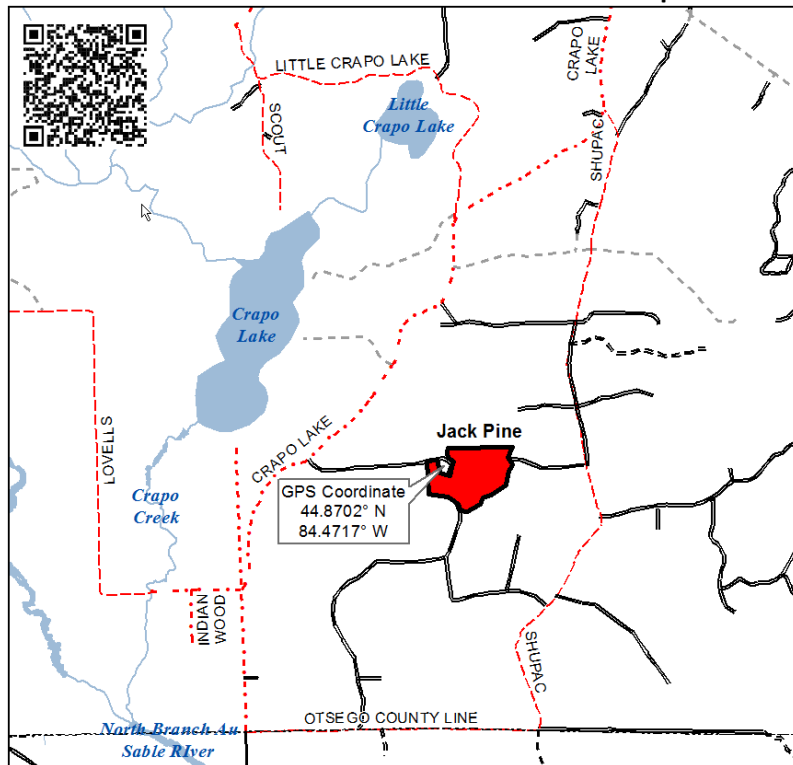 LITTLE CRAPO LAKE
CRAPO
LAKE
Little
Crapo Lake
SCOUT
SHUPAC
Crapo
Lake
LOVELLS
Jack Pine
CRAPO LAKE
GPS Coordinate
44.8702° N
84.4717° W
Crapo
Creek
INDIAN
WOOD
SHUPAC
OTSEGO COUNTY LINE
North Branch Au
Sable RIver